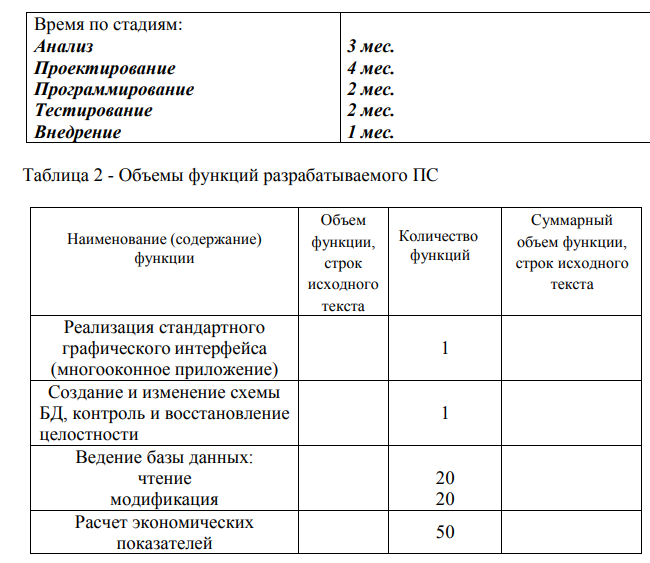 Время по стадиям:
Анализ 3 мес.
Проектирование 4 мес.
Программирование 2 мес.
Тестирование 2 мес.
Внедрение 1 мес.
Таблица 2 - Объемы функций разрабатываемого ПС
Наименование (содержание)
функции
Объем
функции,
строк
исходного
текста
Количество
функций
Суммарный
объем функции,
строк исходного
текста
Реализация стандартного
графического интерфейса
(многооконное приложение)
1
Создание и изменение схемы
БД, контроль и восстановление
целостности
1
Ведение базы данных:
чтение 20
модификация 20
Расчет экономических
показателей
50